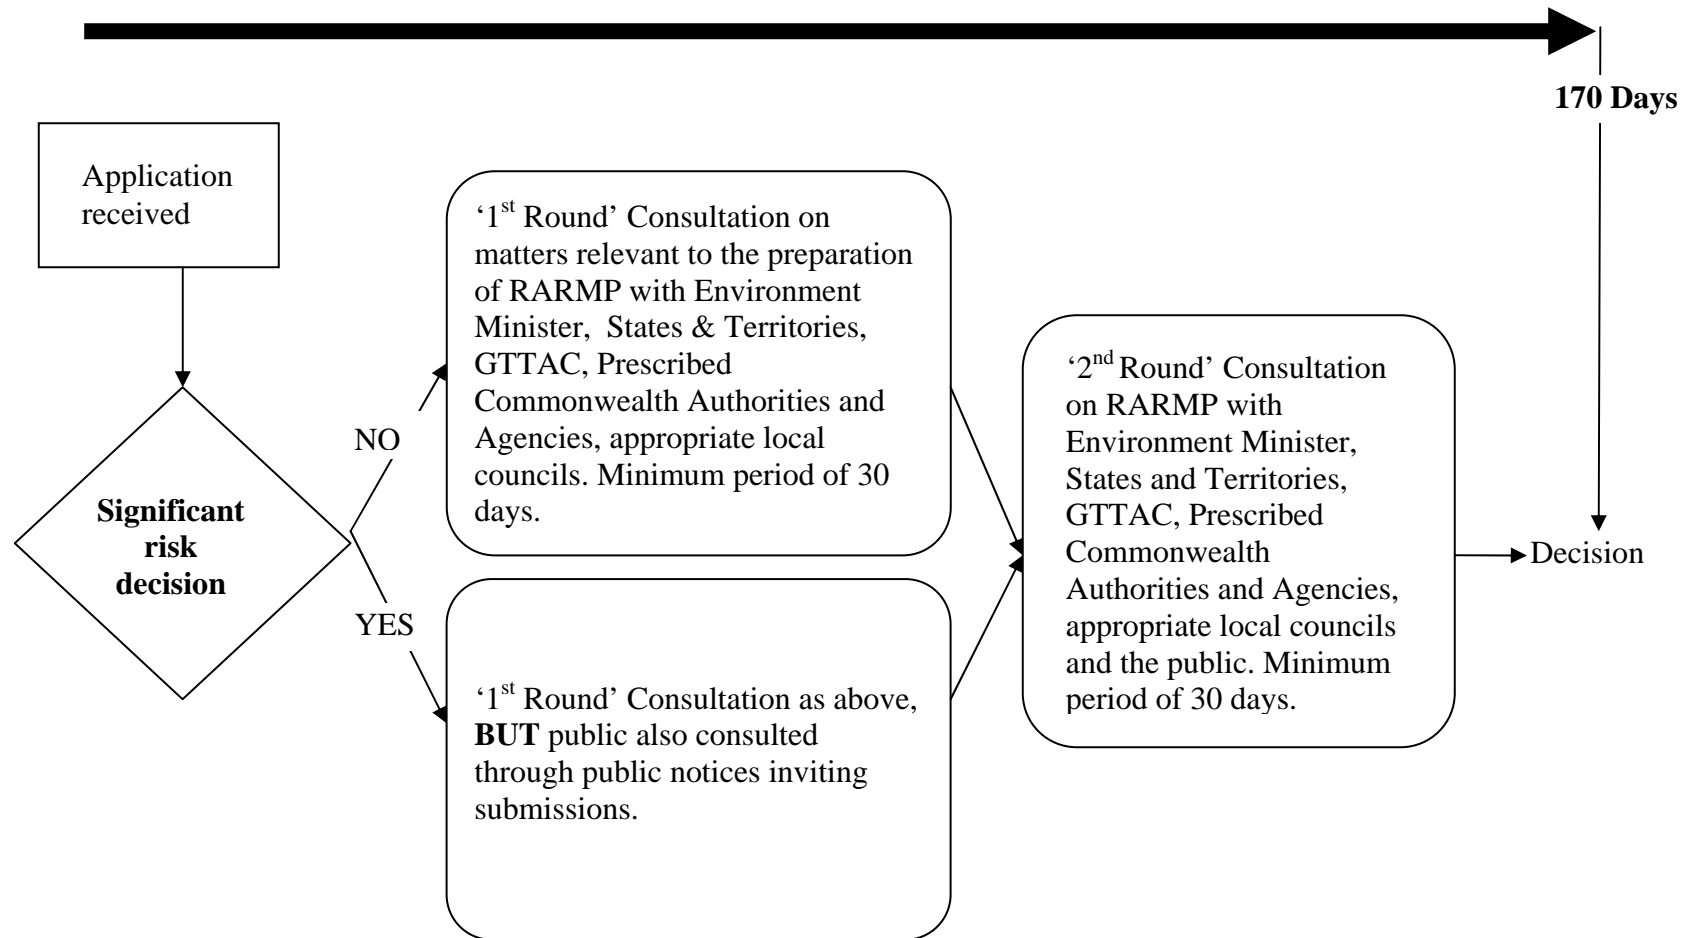 170 Days
Application
received
Significant
risk
decision
NO
YES
‘1st Round’ Consultation on
matters relevant to the preparation
of RARMP with Environment
Minister,  States & Territories,
GTTAC, Prescribed
Commonwealth Authorities and
Agencies, appropriate local
councils. Minimum period of 30
days.
‘1st Round’ Consultation as above,
BUT public also consulted
through public notices inviting
submissions.
‘2nd Round’ Consultation
on RARMP with
Environment Minister,
States and Territories,
GTTAC, Prescribed
Commonwealth
Authorities and Agencies,
appropriate local councils
and the public. Minimum
period of 30 days.
Decision